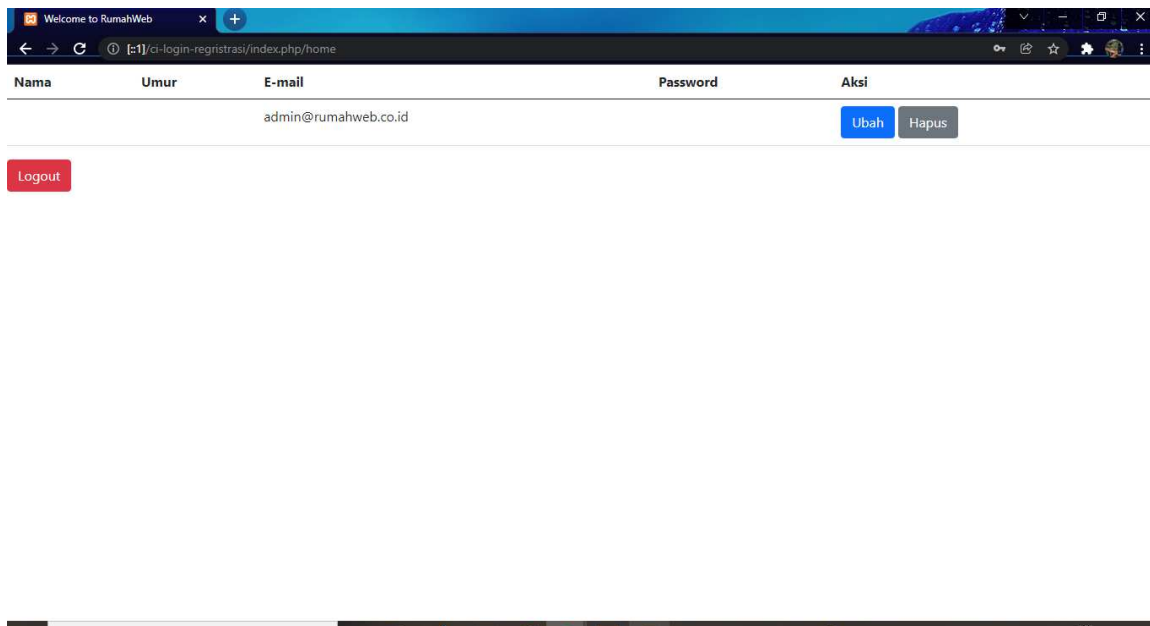 Welcome to RumahWeb
[::1]/ci-login-regristrasi/index.php/home
Nama Umur E-mail Password Aksi
admin@rumahweb.co.id Ubah Hapus
Logout